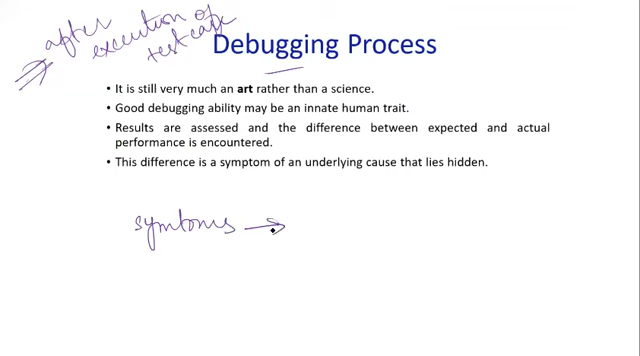 after
execution of
test case
Debugging Process
• It is still very much an art rather than a science.
• Good debugging ability may be an innate human trait.
• Results are assessed and the difference between expected and actual
performance is encountered.
• This difference is a symptom of an underlying cause that lies hidden.
symtoms →